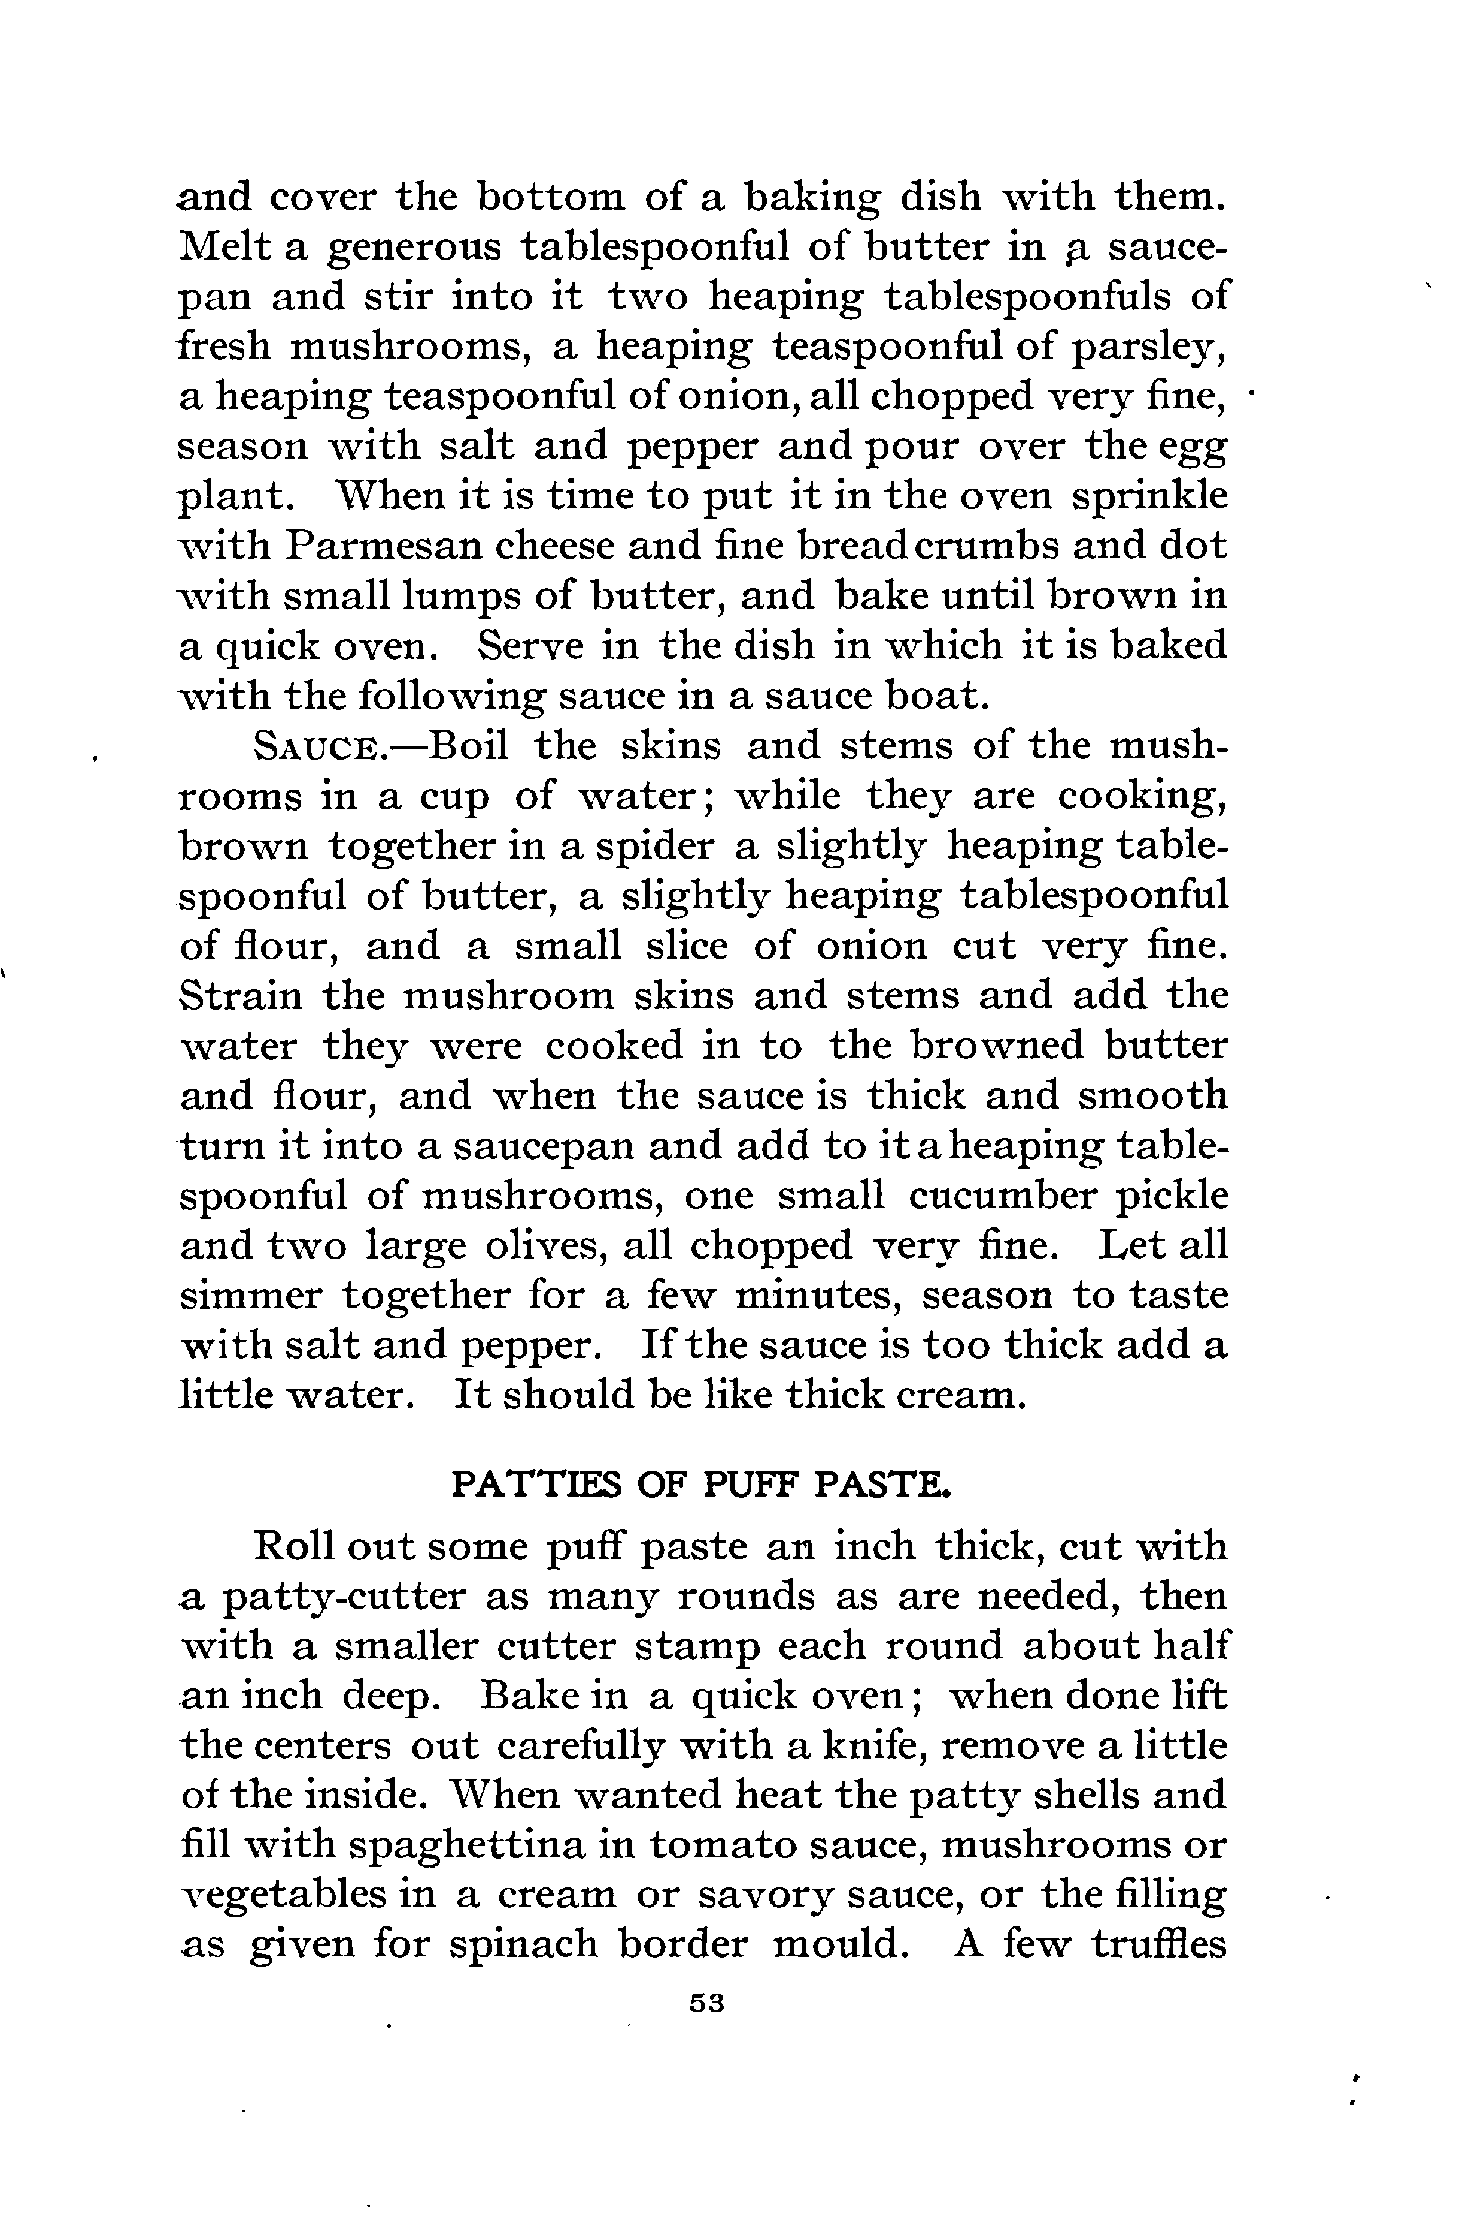 and cover the bottom of a baking dish with them.
Melt a generous tablespoonful of butter in a sauce-
pan and stir into it two heaping tablespoonfuls of
fresh mushrooms, a heaping teaspoonful of parsley,
a heaping teaspoonful of onion, all chopped very fine,
season with salt and pepper and pour over the egg
plant. When it is time to put it in the oven sprinkle
with Parmesan cheese and fine breadcrumbs and dot
with small lumps of butter, and bake until brown in
a quick oven. Serve in the dish in which it is baked
with the following sauce in a sauce boat.
SAUCE.—Boil the skins and stems of the mush-
rooms in a cup of water; while they are cooking,
brown together in a spider a slightly heaping table-
spoonful of butter, a slightly heaping tablespoonful
of flour, and a small slice of onion cut very fine.
Strain the mushroom skins and stems and add the
water they were cooked in to the browned butter
and flour, and when the sauce is thick and smooth
turn it into a saucepan and add to it a heaping table-
spoonful of mushrooms, one small cucumber pickle
and two large olives, all chopped very fine. Let all
simmer together for a few minutes, season to taste
with salt and pepper. If the sauce is too thick add a
little water. It should be like thick cream.
PATTIES OF PUFF PASTE.
Roll out some puff paste an inch thick, cut with
a patty-cutter as many rounds as are needed, then
with a smaller cutter stamp each round about half
an inch deep. Bake in a quick oven; when done lift
the centers out carefully with a knife, remove a little
of the inside. When wanted heat the patty shells and
fill with spaghettina in tomato sauce, mushrooms or
vegetables in a cream or savory sauce, or the filling
as given for spinach border mould. A few truffles
53